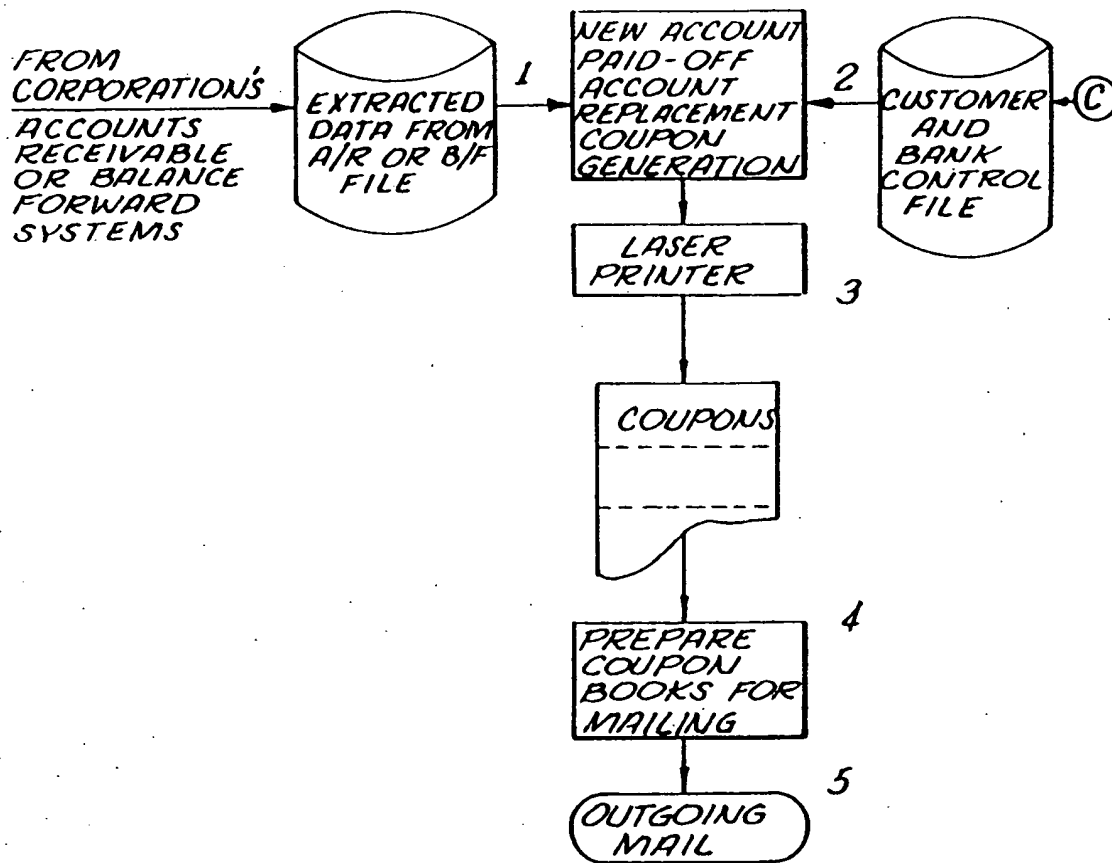 FROM
CORPORATION'S
ACCOUNTS
RECEIVABLE
OR BALANCE
FORWARD
SYSTEMS
EXTRACTED
DATA FROM
A/R OR B/F
FILE
1
NEW ACCOUNT
PAID-OFF
ACCOUNT
REPLACEMENT
COUPON
GENERATION
2
CUSTOMER
AND
BANK
CONTROL
FILE
C
LASER
PRINTER
3
COUPONS
4
PREPARE
COUPON
BOOKS FOR
MAILING
5
OUTGOING
MAIL